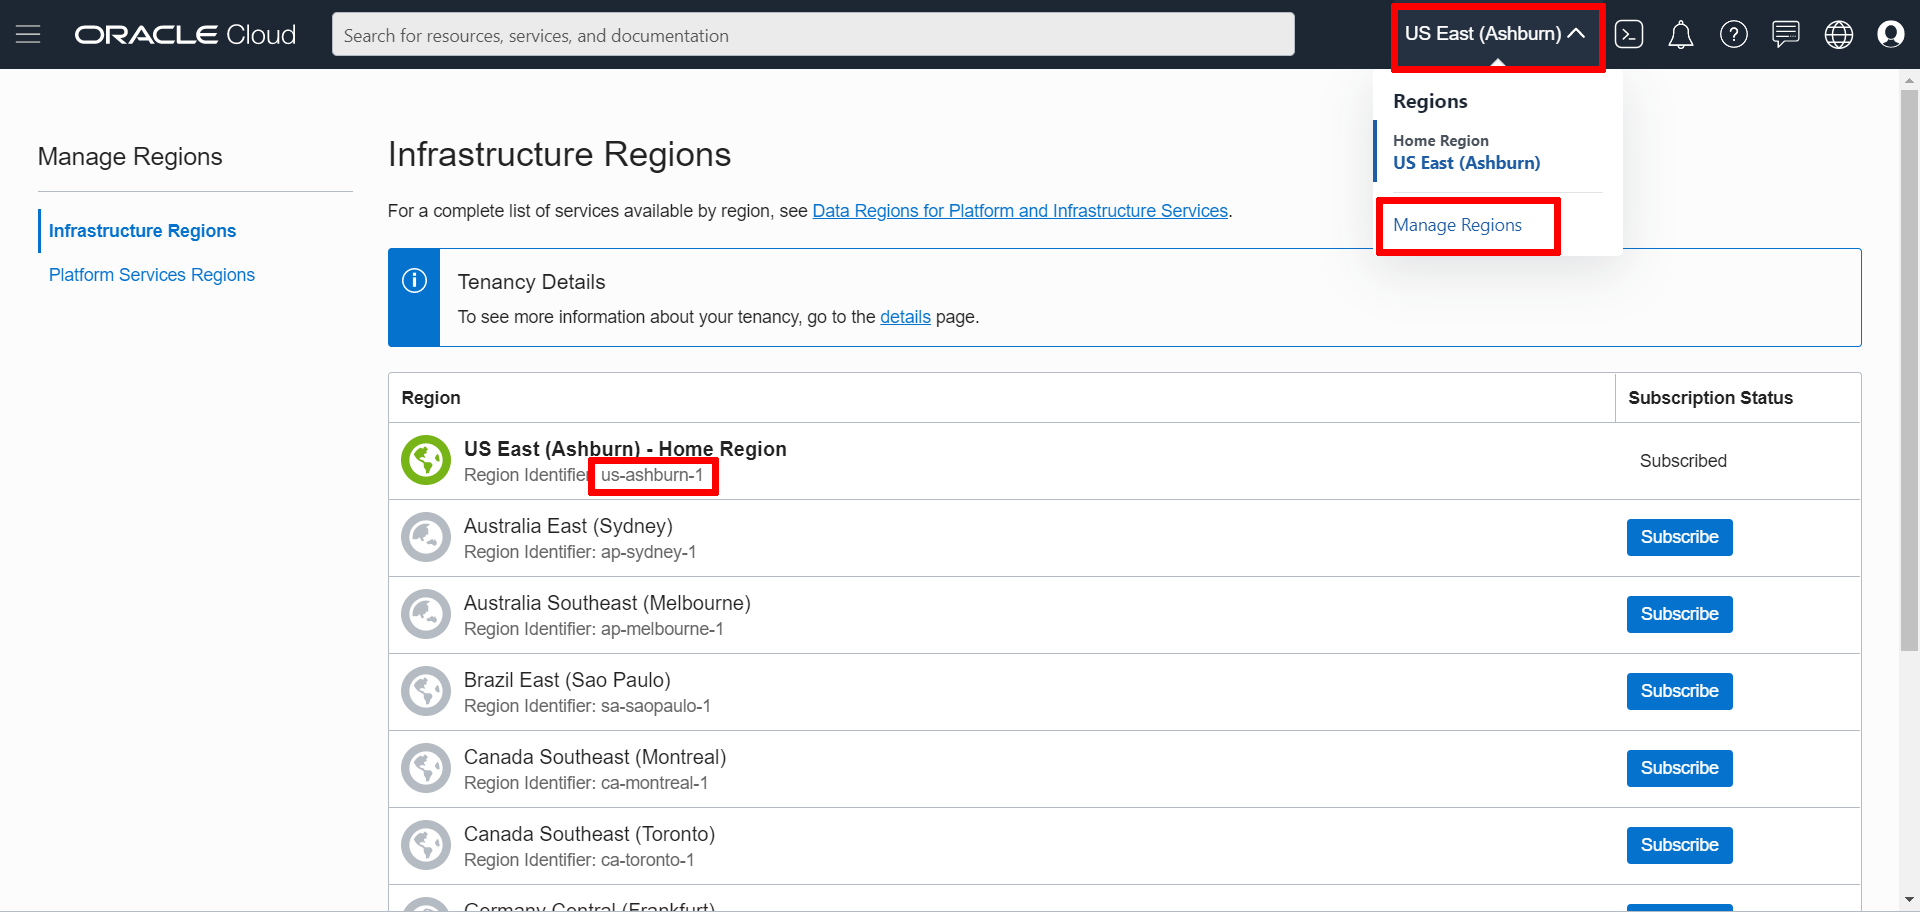 ORACLE Cloud
Search for resources, services, and documentation
US East (Ashburn)
Regions
Home Region
US East (Ashburn)
Manage Regions
Manage Regions
Infrastructure Regions
Platform Services Regions
Infrastructure Regions
For a complete list of services available by region, see Data Regions for Platform and Infrastructure Services.
Tenancy Details
To see more information about your tenancy, go to the details page.
Region Subscription Status
US East (Ashburn) - Home Region
Region Identifier: us-ashburn-1
Subscribed
Australia East (Sydney)
Region Identifier: ap-sydney-1
Subscribe
Australia Southeast (Melbourne)
Region Identifier: ap-melbourne-1
Subscribe
Brazil East (Sao Paulo)
Region Identifier: sa-saopaulo-1
Subscribe
Canada Southeast (Montreal)
Region Identifier: ca-montreal-1
Subscribe
Canada Southeast (Toronto)
Region Identifier: ca-toronto-1
Subscribe
Germany Central (Frankfurt)